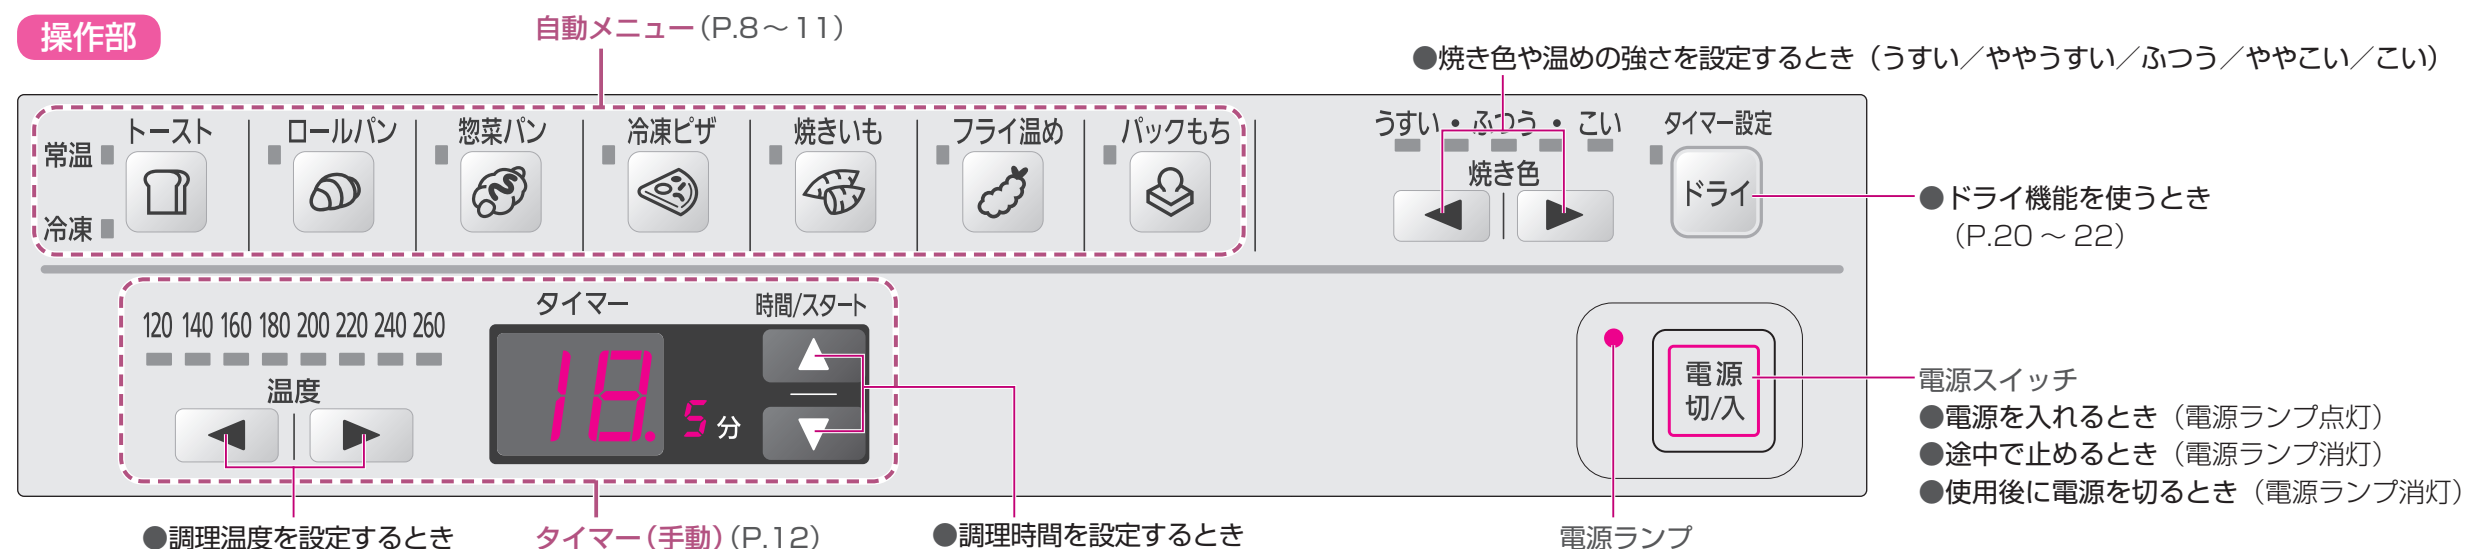 操作部
自動メニュー(P.8～11)
●焼き色や温めの強さを設定するとき(うすい／ややうすい／ふつう／ややこい／こい)
常温
冷凍
トースト
ロールパン
惣菜パン
冷凍ピザ
焼きいも
フライ温め
パックもち
うすい・ふつう・こい
焼き色
タイマー設定
ドライ
●ドライ機能を使うとき
(P.20～22)
120 140 160 180 200 220 240 260
温度
タイマー
18.5分
時間/スタート
電源
切/入
電源スイッチ
●電源を入れるとき(電源ランプ点灯)
●途中で止めるとき(電源ランプ消灯)
●使用後に電源を切るとき(電源ランプ消灯)
●調理温度を設定するとき
タイマー(手動)(P.12)
●調理時間を設定するとき
電源ランプ